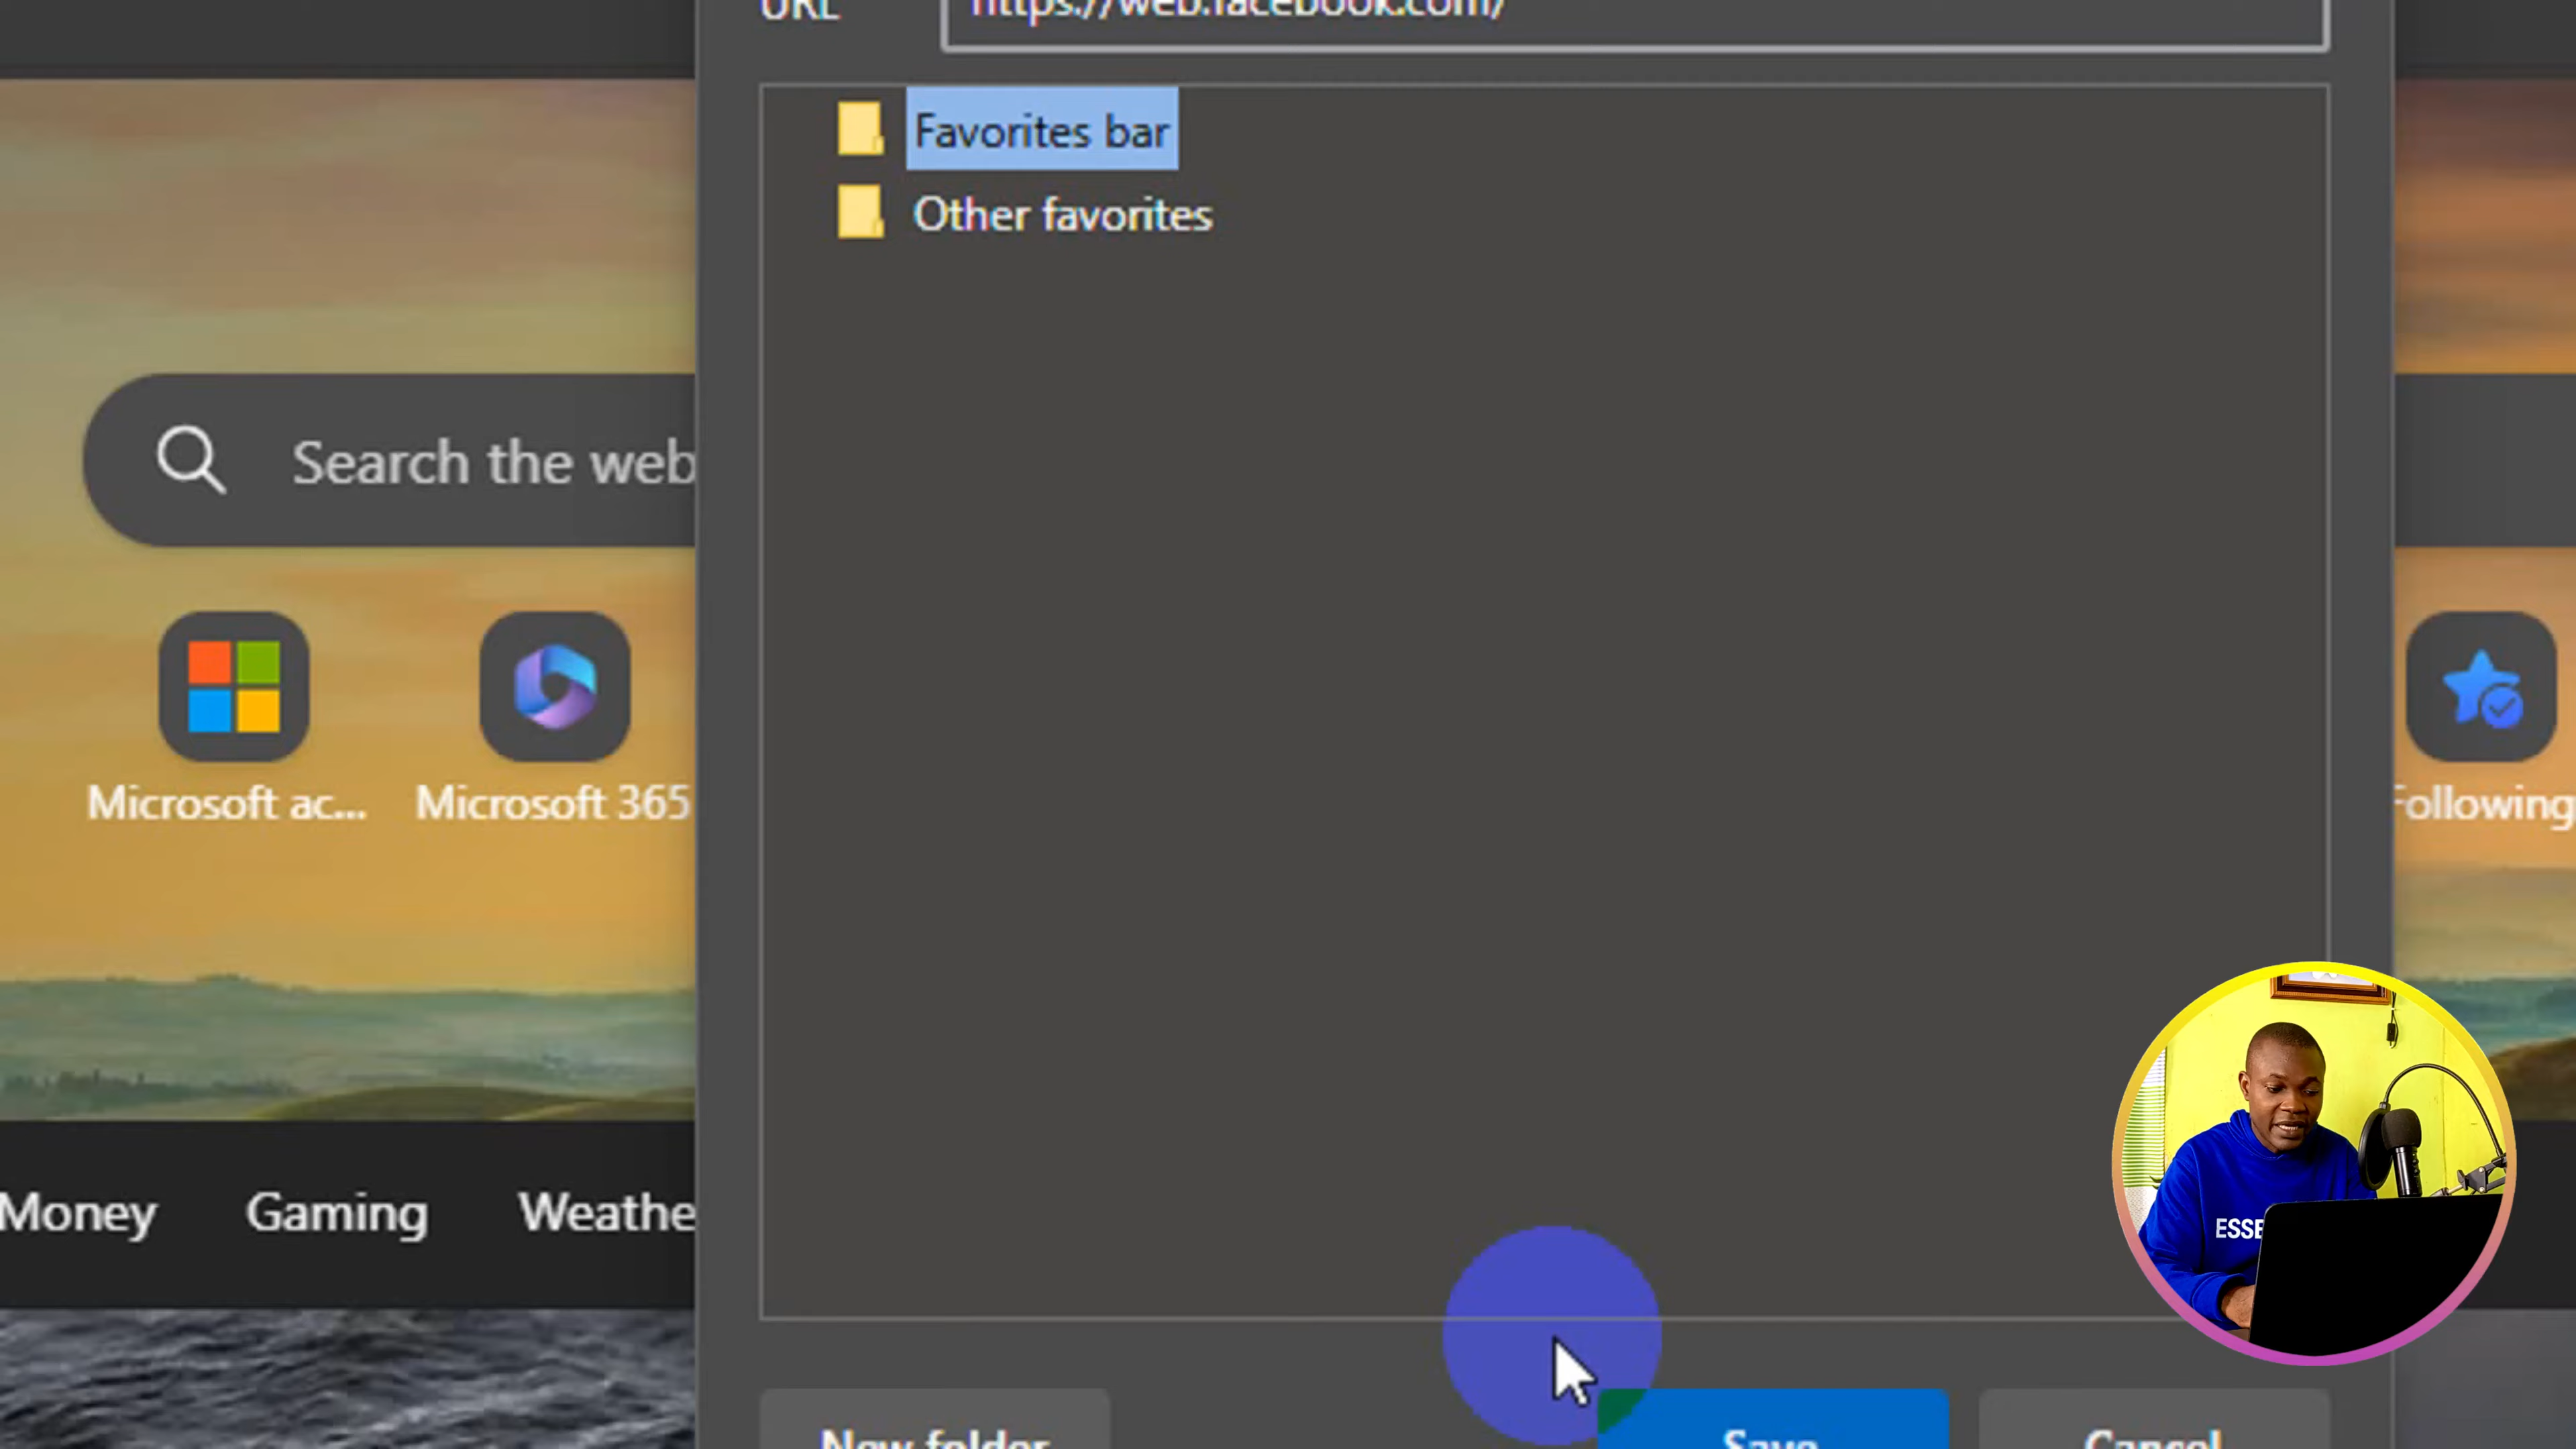 URL
https://web.facebook.com/
Favorites bar
Other favorites
Search the web
Microsoft ac...
Microsoft 365
Following
Money
Gaming
Weathe
ESSE
New folder
Save
Cancel